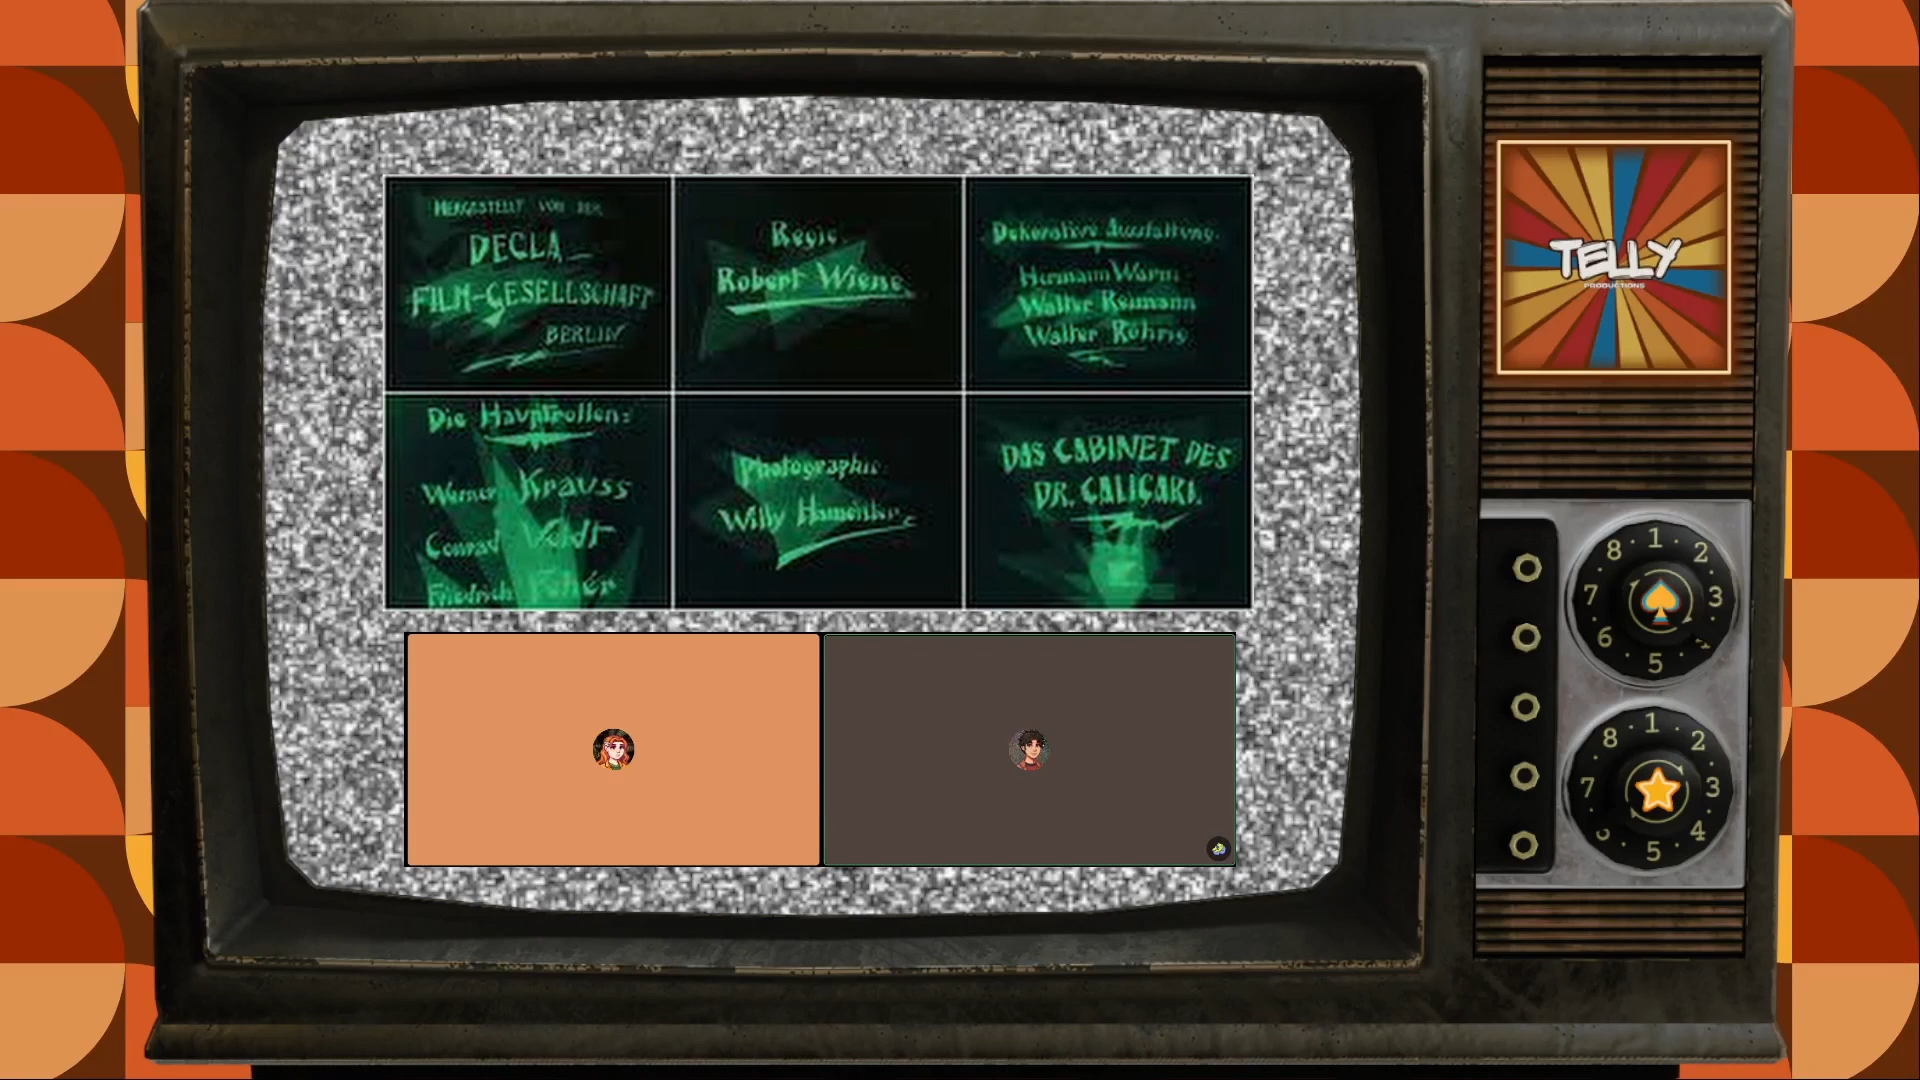 HERGESTELLT VON DER
DECLA_
FILM-GESELLSCHAFT
BERLIN
Regie
Robert Wiene
Dekorative Ausstattung:
Hermann Warm
Walter Reimann
Walter Röhrig
Die Hauptrollen:
Werner Krauss
Conrad Veidt
Friedrich Fehér
Photographie
Willy Hameister
DAS CABINET DES
DR. CALIGARI.
TELLY
PRODUCTIONS
8 1 2
7 3
6
5
8 1 2
7 3
4
5